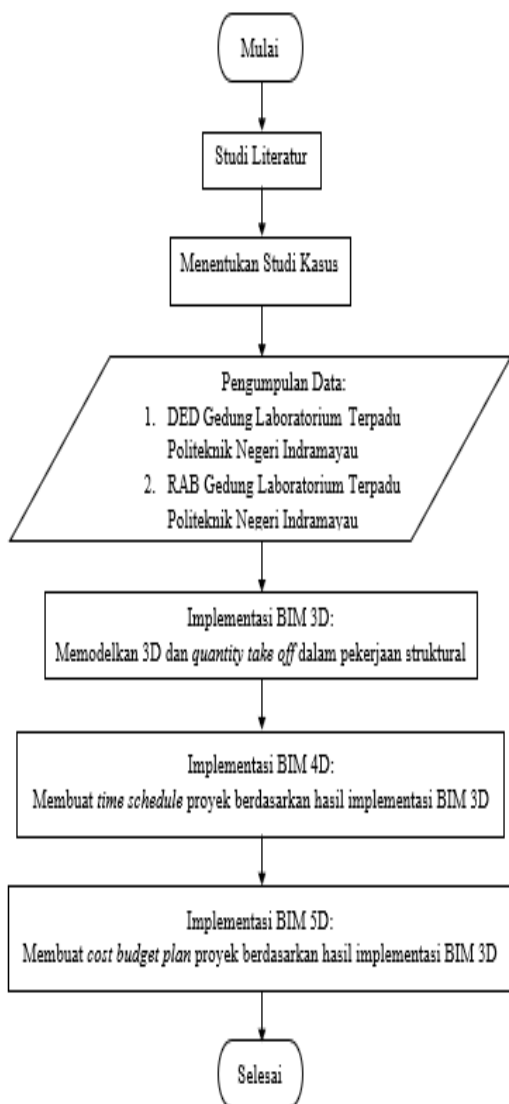 Mulai
Studi Literatur
Menentukan Studi Kasus
Pengumpulan Data:
1. DED Gedung Laboratorium Terpadu
Politeknik Negeri Indramayau
2. RAB Gedung Laboratorium Terpadu
Politeknik Negeri Indramayau
Implementasi BIM 3D:
Memodelkan 3D dan quantity take off dalam pekerjaan struktural
Implementasi BIM 4D:
Membuat time schedule proyek berdasarkan hasil implementasi BIM 3D
Implementasi BIM 5D:
Membuat cost budget plan proyek berdasarkan hasil implementasi BIM 3D
Selesai